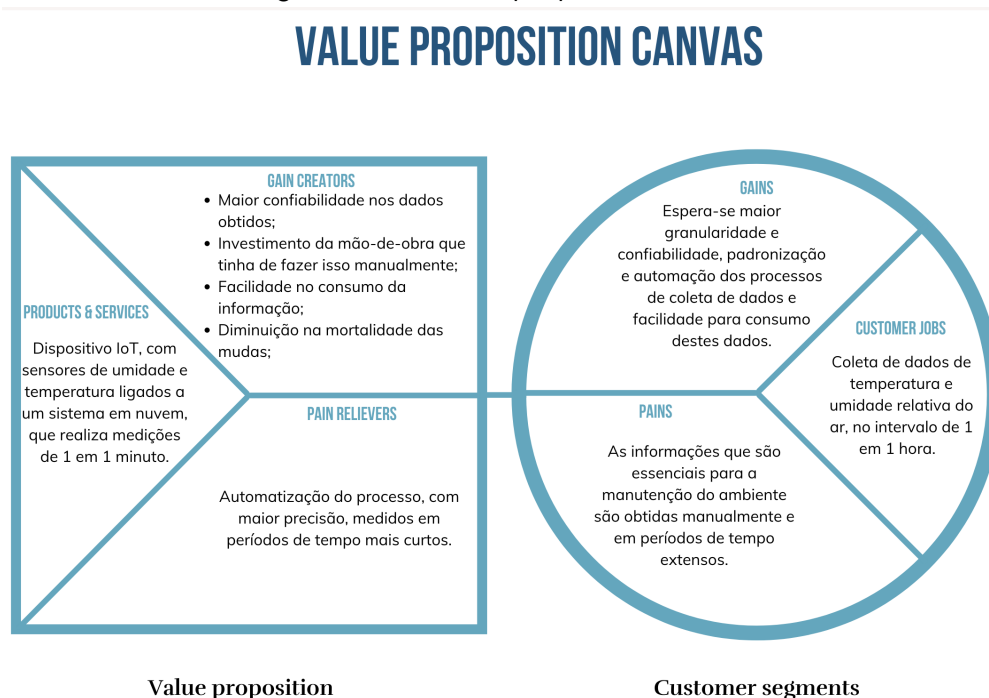 VALUE PROPOSITION CANVAS
GAIN CREATORS
• Maior confiabilidade nos dados
obtidos;
• Investimento da mão-de-obra que
tinha de fazer isso manualmente;
• Facilidade no consumo da
informação;
• Diminuição na mortalidade das
mudas;
PRODUCTS & SERVICES
Dispositivo IoT, com
sensores de umidade e
temperatura ligados a
um sistema em nuvem,
que realiza medições
de 1 em 1 minuto.
PAIN RELIEVERS
Automatização do processo, com
maior precisão, medidos em
períodos de tempo mais curtos.
GAINS
Espera-se maior
granularidade e
confiabilidade, padronização
e automação dos processos
de coleta de dados e
facilidade para consumo
destes dados.
CUSTOMER JOBS
Coleta de dados de
temperatura e
umidade relativa do
ar, no intervalo de 1
em 1 hora.
PAINS
As informações que são
essenciais para a
manutenção do ambiente
são obtidas manualmente e
em períodos de tempo
extensos.
Value proposition
Customer segments